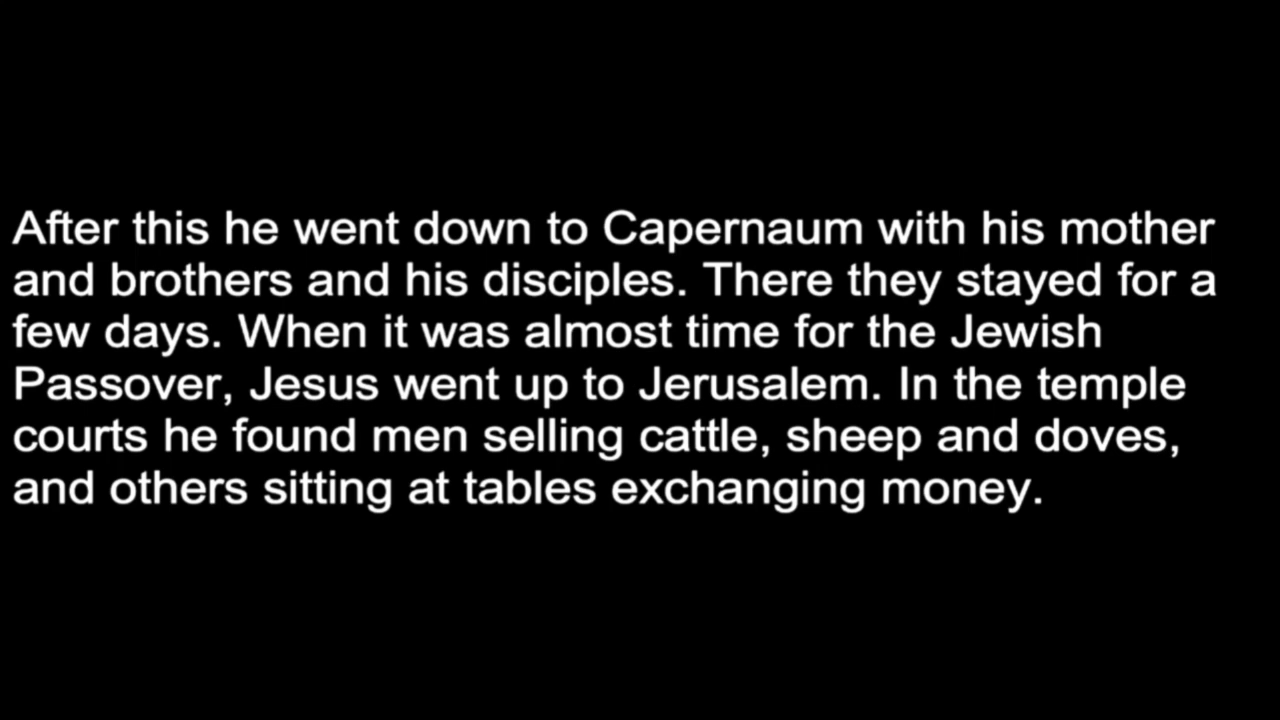 After this he went down to Capernaum with his mother
and brothers and his disciples. There they stayed for a
few days. When it was almost time for the Jewish
Passover, Jesus went up to Jerusalem. In the temple
courts he found men selling cattle, sheep and doves,
and others sitting at tables exchanging money.